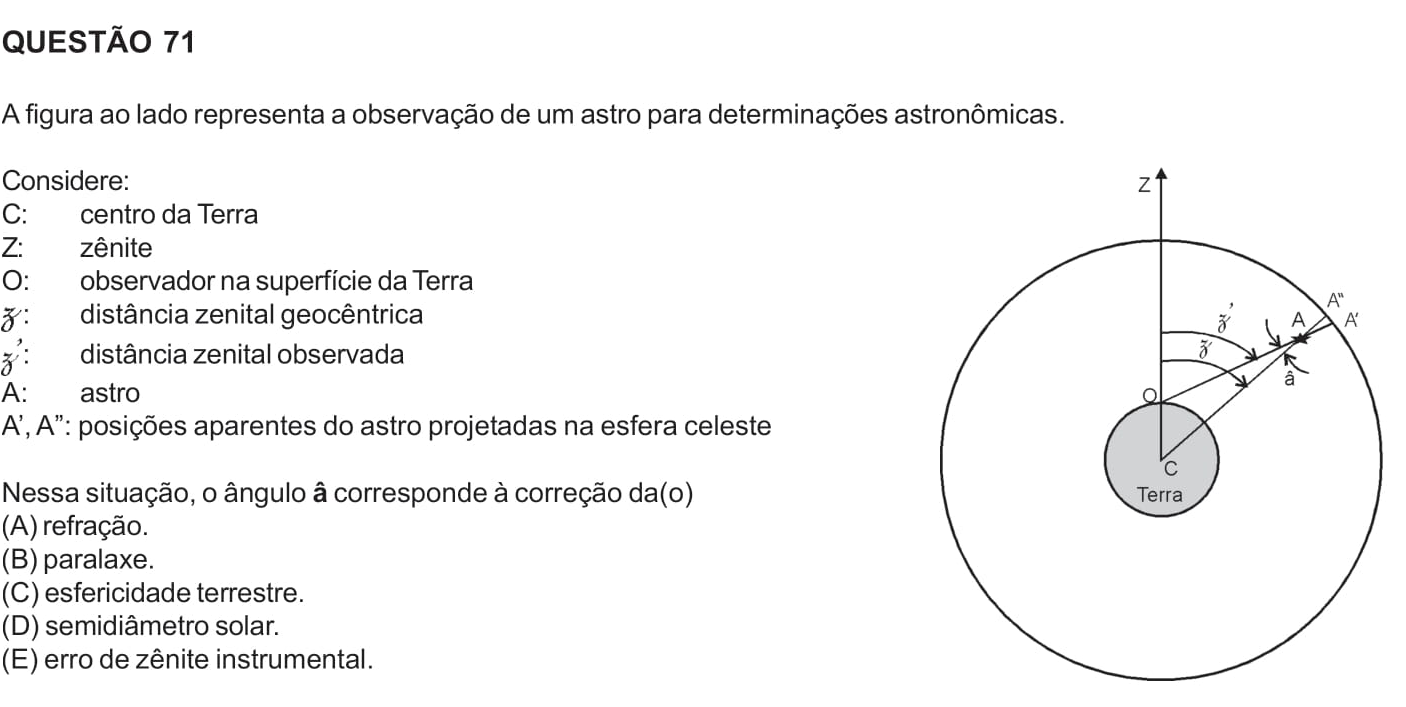 QUESTÃO 71
A figura ao lado representa a observação de um astro para determinações astronômicas.
Considere:
C: centro da Terra
Z: zênite
O: observador na superfície da Terra
ʒ: distância zenital geocêntrica
ʒ’: distância zenital observada
A: astro
A’, A”: posições aparentes do astro projetadas na esfera celeste
Nessa situação, o ângulo â corresponde à correção da(o)
(A) refração.
(B) paralaxe.
(C) esfericidade terrestre.
(D) semidiâmetro solar.
(E) erro de zênite instrumental.
Z
A"
A
A'
ʒ’
ʒ
â
O
C
Terra